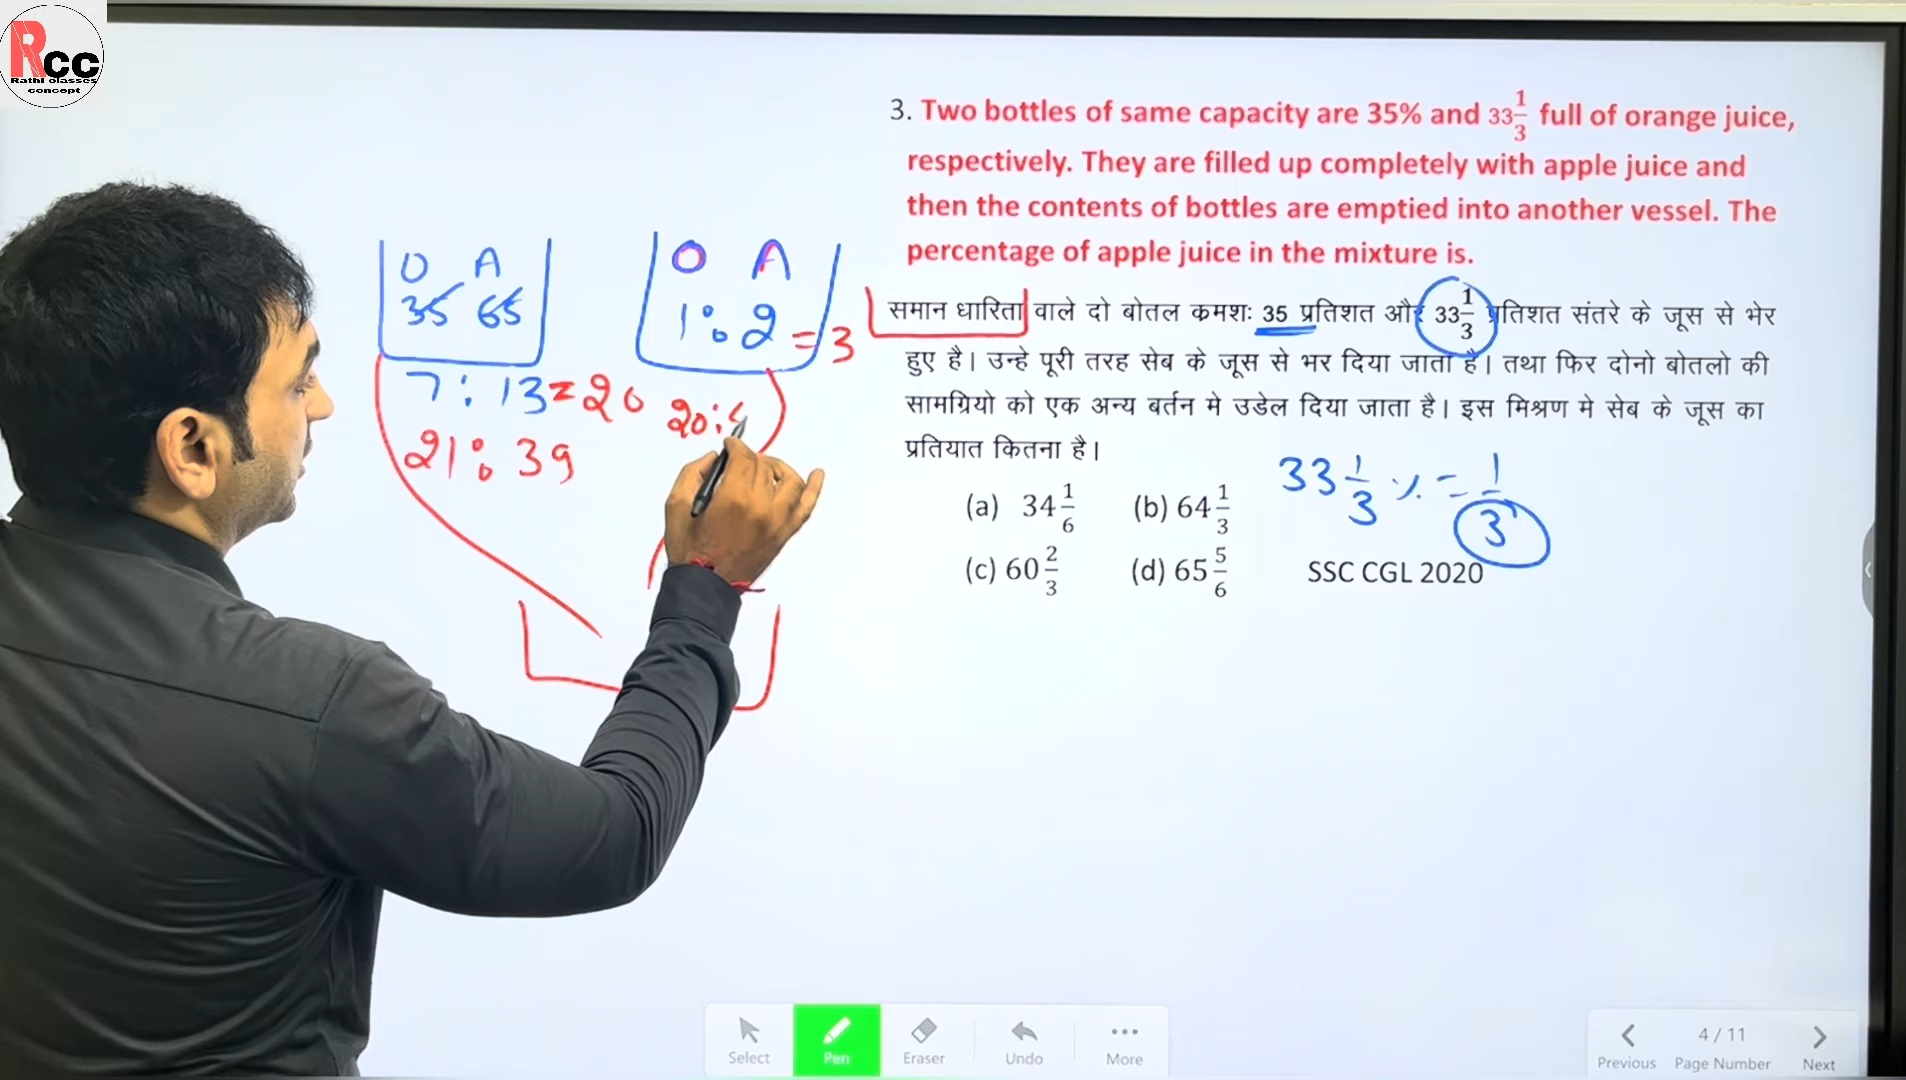 Rcc
Rathi classes
concept
3. Two bottles of same capacity are 35% and 33 1/3 full of orange juice,
respectively. They are filled up completely with apple juice and
then the contents of bottles are emptied into another vessel. The
percentage of apple juice in the mixture is.
समान धारिता वाले दो बोतल कमशः 35 प्रतिशत और 33 1/3 प्रतिशत संतरे के जूस से भेर
हुए है। उन्हे पूरी तरह सेब के जूस से भर दिया जाता है। तथा फिर दोनो बोतलो की
सामग्रियो को एक अन्य बर्तन मे उडेल दिया जाता है। इस मिश्रण मे सेब के जूस का
प्रतियात कितना है।
(a) 34 1/6 (b) 64 1/3
(c) 60 2/3 (d) 65 5/6 SSC CGL 2020
33 1/3 % = 1/3
O A
35 65
7 : 13 = 20
21 : 39
O A
1 : 2 = 3
20 : 4
Select Pen Eraser Undo More
4 / 11
Previous Page Number Next